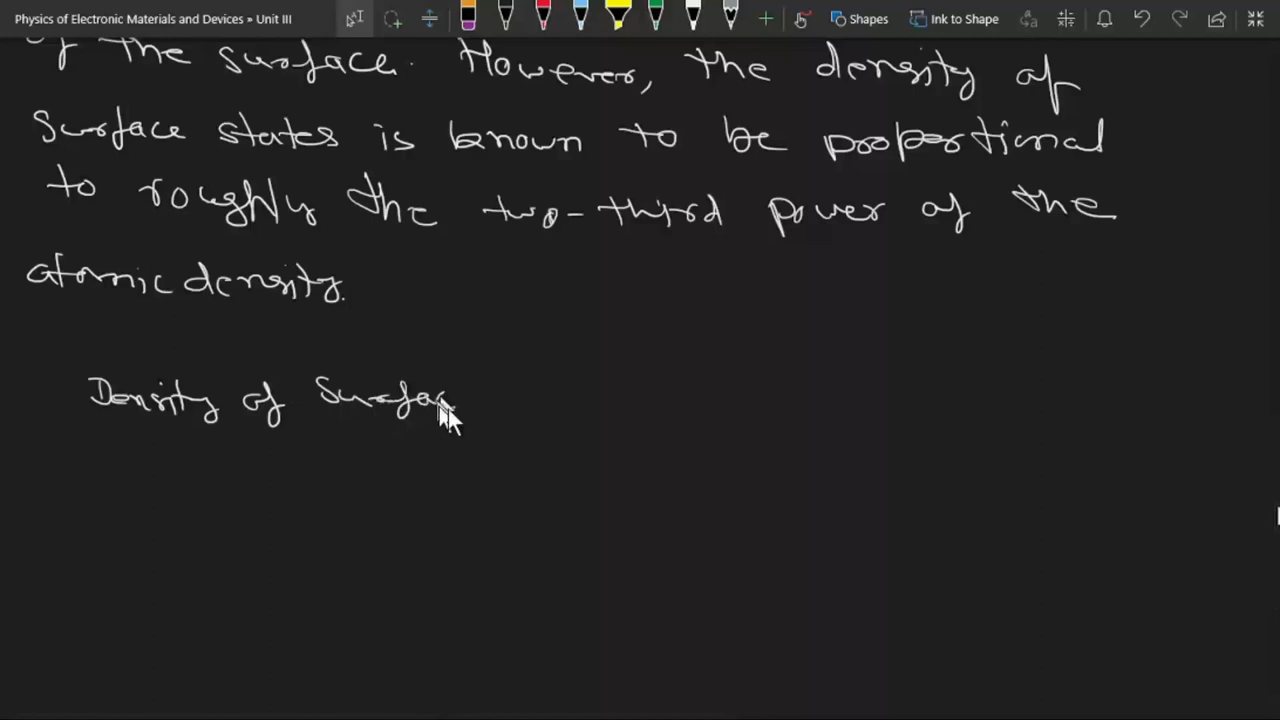 Physics of Electronic Materials and Devices » Unit III
Shapes
Ink to Shape
of the surface. However, the density of
Surface states is known to be proportional
to roughly the two-third power of the
atomic density.
Density of Surfac